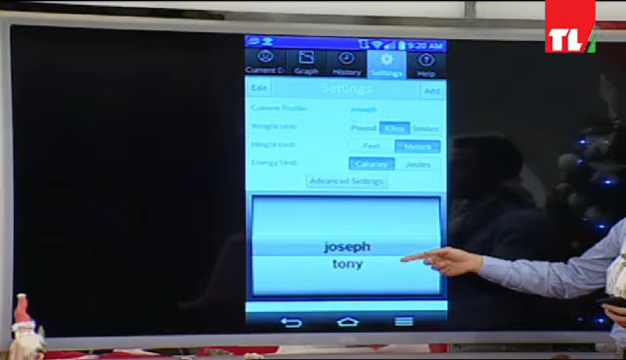 TL
9:20 AM
Current D
Graph
History
Settings
Help
Edit
Settings
Add
Current Profile:
joseph
Weight Unit:
Pound Kilos Stones
Height Unit:
Feet Meters
Energy Unit:
Calories Joules
Advanced Settings
joseph
tony